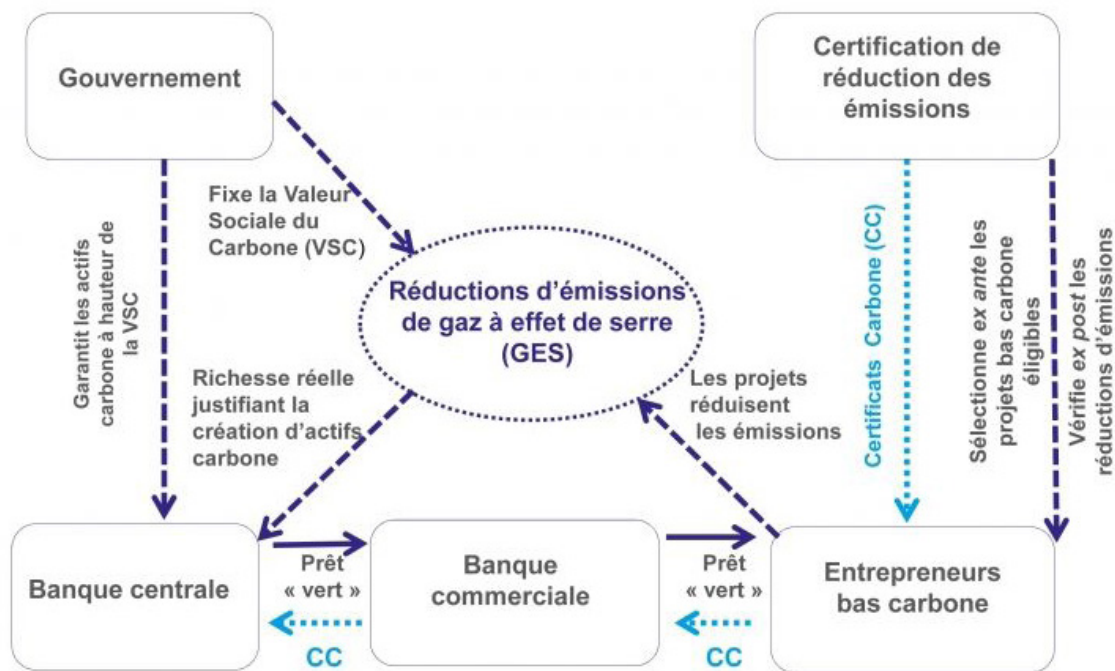 Gouvernement
Certification de
réduction des
émissions
Fixe la Valeur
Sociale du
Carbone (VSC)
Garantit les actifs
carbone à hauteur de
la VSC
Réductions d’émissions
de gaz à effet de serre
(GES)
Certificats Carbone (CC)
Sélectionne ex ante les
projets bas carbone
éligibles
Vérifie ex post les
réductions d’émissions
Richesse réelle
justifiant la
création d’actifs
carbone
Les projets
réduisent
les émissions
Banque centrale
Prêt
« vert »
CC
Banque
commerciale
Prêt
« vert »
CC
Entrepreneurs
bas carbone